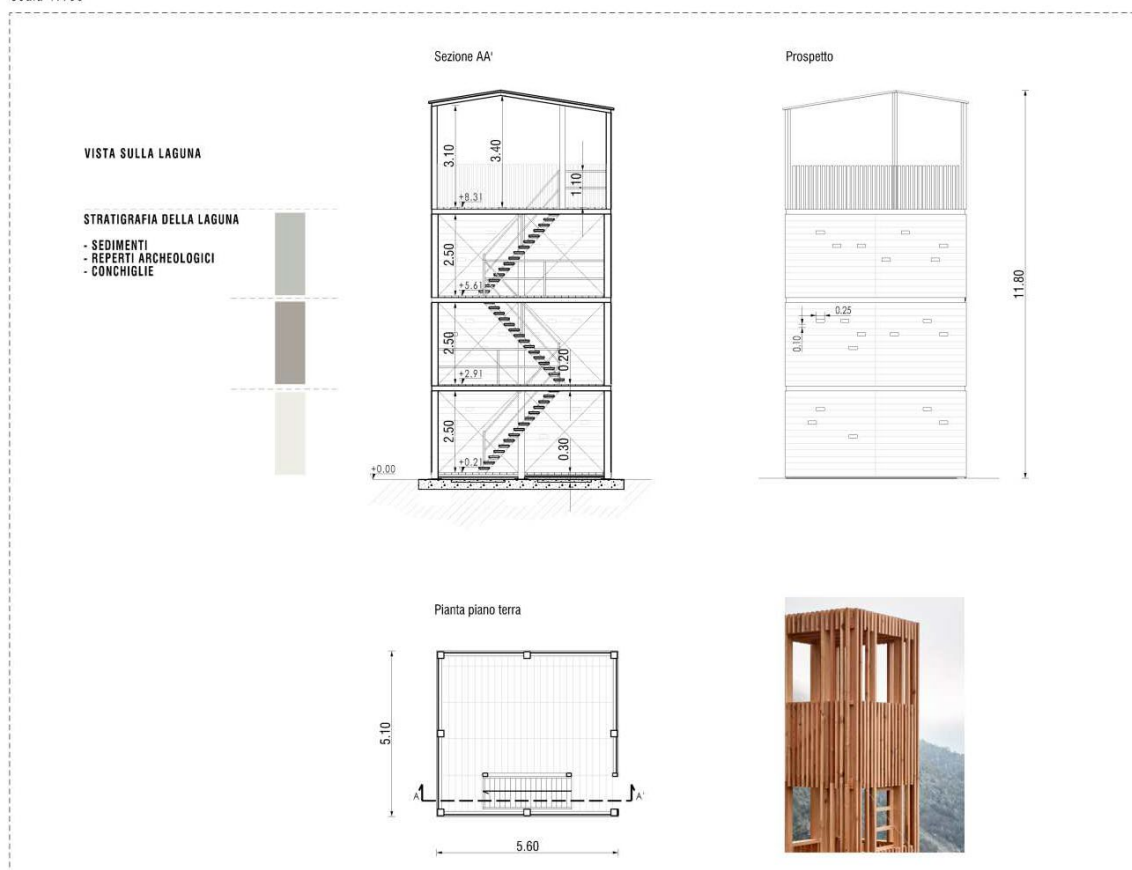 Sezione AA'
Prospetto
VISTA SULLA LAGUNA
STRATIGRAFIA DELLA LAGUNA
- SEDIMENTI
- REPERTI ARCHEOLOGICI
- CONCHIGLIE
3.10
3.40
1.10
+8.31
2.50
+5.61
2.50
0.20
+2.91
2.50
0.30
+0.21
+0.00
0.25
0.10
11.80
Pianta piano terra
5.10
A
A'
5.60